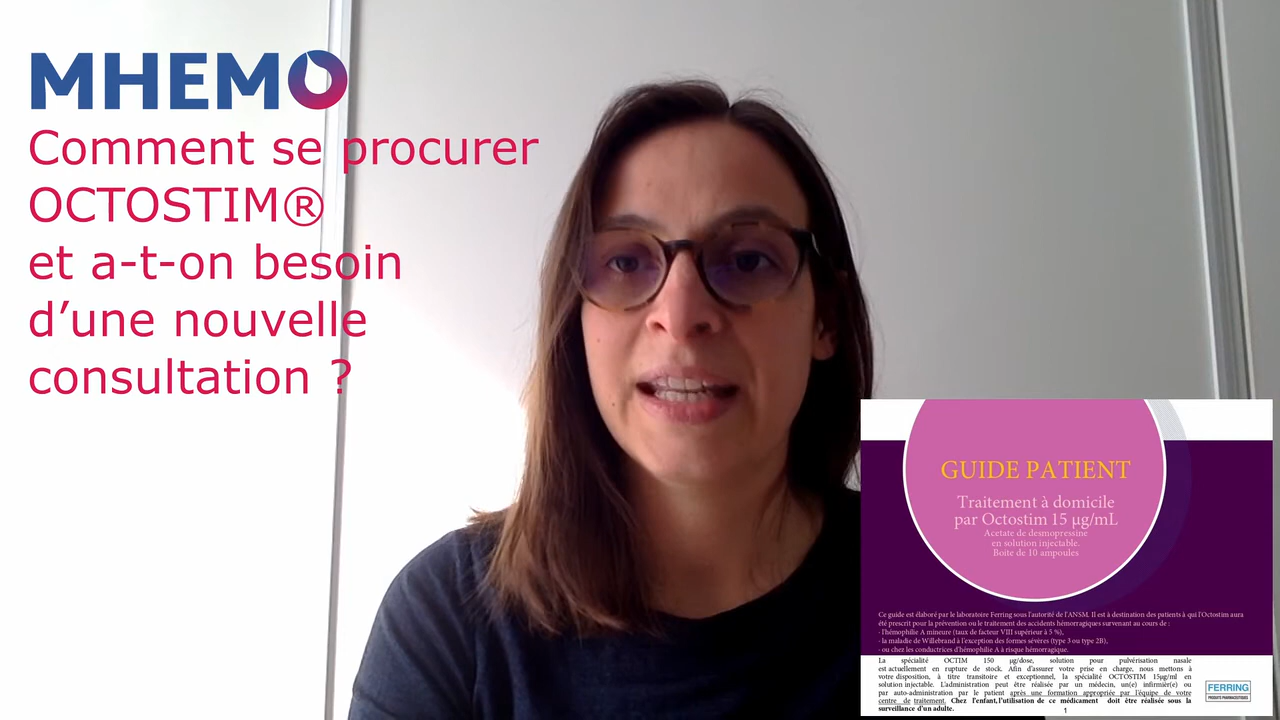 MHEMO
Comment se procurer
OCTOSTIM®
et a-t-on besoin
d’une nouvelle
consultation ?
GUIDE PATIENT
Traitement à domicile
par Octostim 15 µg/mL
Acetate de desmopressine
en solution injectable.
Boite de 10 ampoules
Ce guide est élaboré par le laboratoire Ferring sous l'autorité de l'ANSM. Il est à destination des patients à qui l'Octostim aura
été prescrit pour la prévention ou le traitement des accidents hémorragiques survenant au cours de :
- l'hémophilie A mineure (taux de facteur VIII supérieur à 5 %),
- la maladie de Willebrand à l'exception des formes sévères (type 3 ou type 2B),
- ou chez les conductrices d'hémophilie A à risque hémorragique.
La spécialité OCTIM 150 µg/dose, solution pour pulvérisation nasale
est actuellement en rupture de stock. Afin d'assurer votre prise en charge, nous mettons à
votre disposition, à titre transitoire et exceptionnel, la spécialité OCTOSTIM 15µg/ml en
solution injectable. L'administration peut être réalisée par un médecin, un(e) infirmièr(e) ou
par auto-administration par le patient après une formation appropriée par l'équipe de votre
centre de traitement. Chez l'enfant, l'utilisation de ce médicament doit être réalisée sous la
surveillance d'un adulte.
FERRING
PRODUITS PHARMACEUTIQUES
1